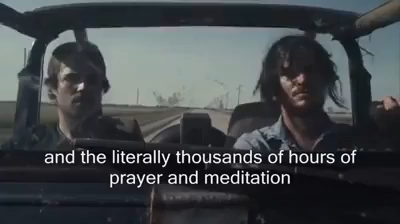 and the literally thousands of hours of
prayer and meditation